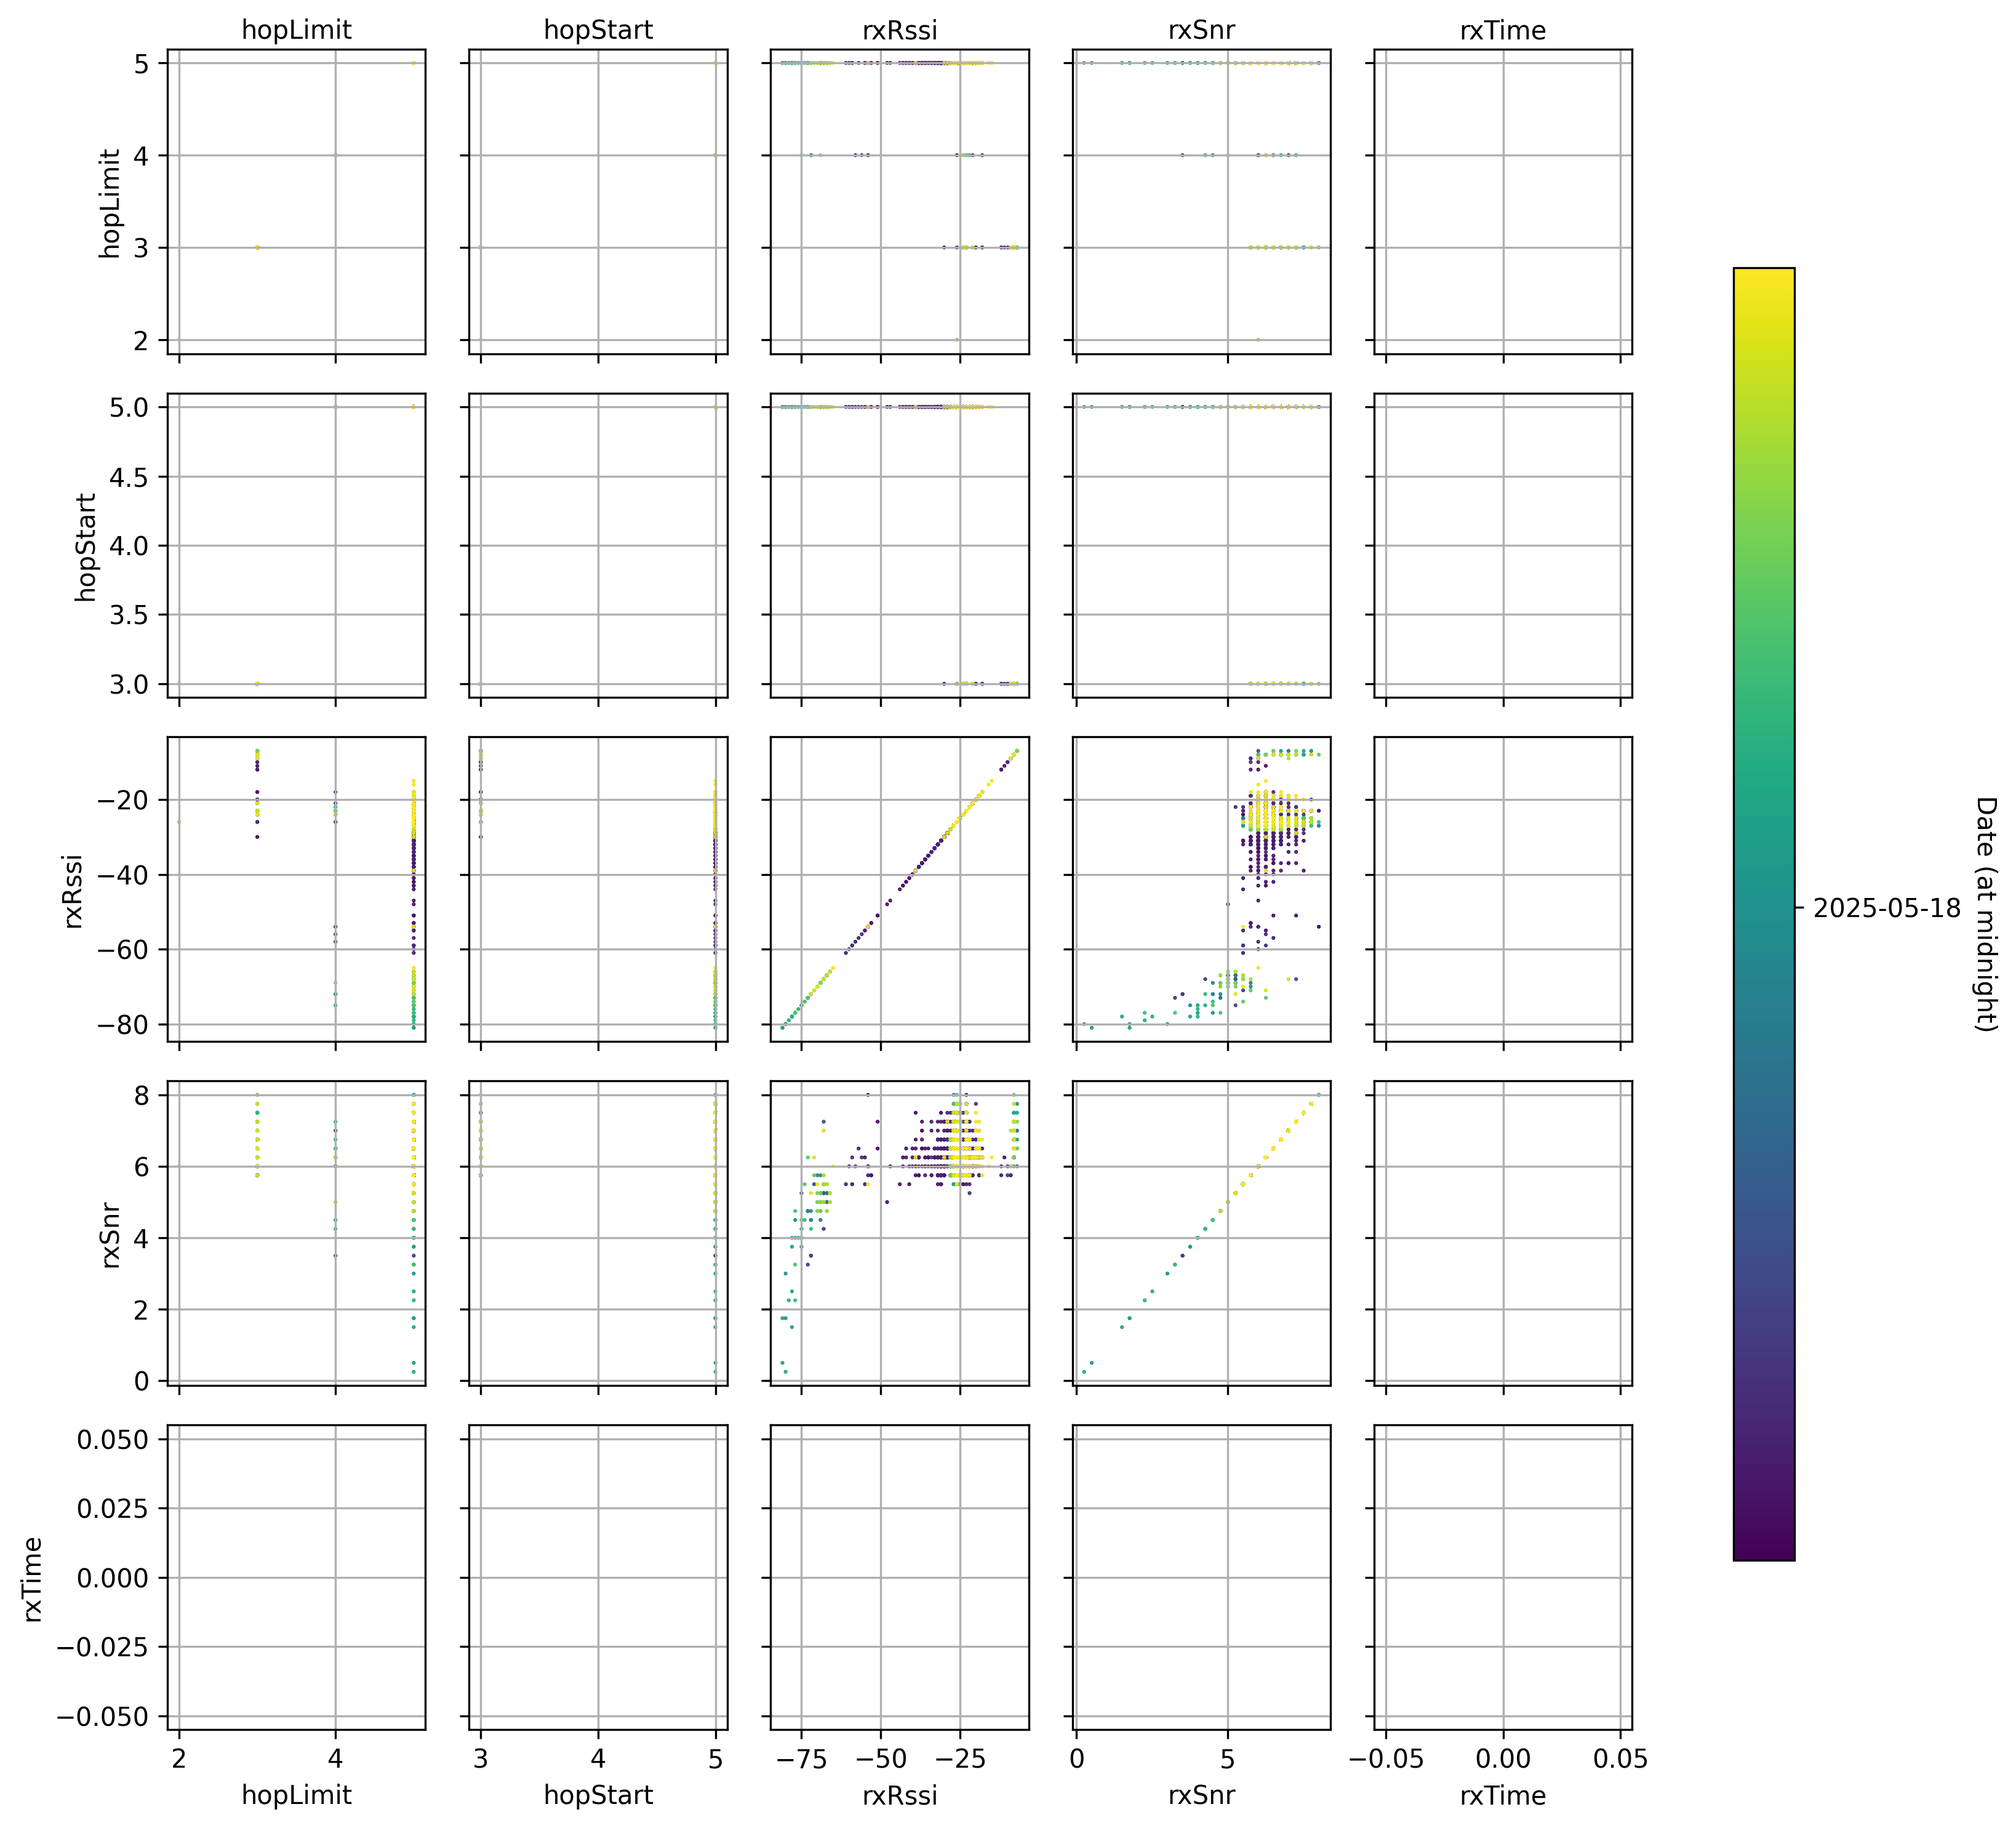 hopLimit hopStart rxRssi rxSnr rxTime
5
4
3
2
hopLimit
5.0
4.5
4.0
3.5
3.0
hopStart
−20
−40
−60
−80
rxRssi
8
6
4
2
0
rxSnr
0.050
0.025
0.000
−0.025
−0.050
rxTime
2 4 3 4 5 −75 −50 −25 0 5 −0.05 0.00 0.05
hopLimit hopStart rxRssi rxSnr rxTime
2025-05-18
Date (at midnight)